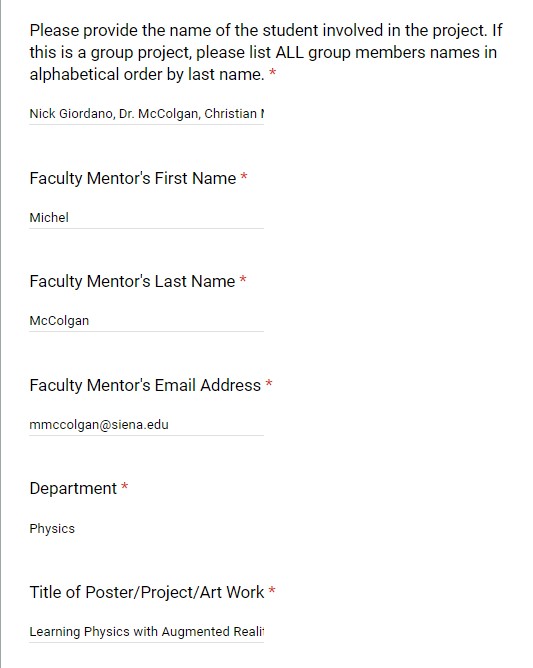 Please provide the name of the student involved in the project. If
this is a group project, please list ALL group members names in
alphabetical order by last name. *
Nick Giordano, Dr. McColgan, Christian
Faculty Mentor's First Name *
Michel
Faculty Mentor's Last Name *
McColgan
Faculty Mentor's Email Address *
mmccolgan@siena.edu
Department *
Physics
Title of Poster/Project/Art Work *
Learning Physics with Augmented